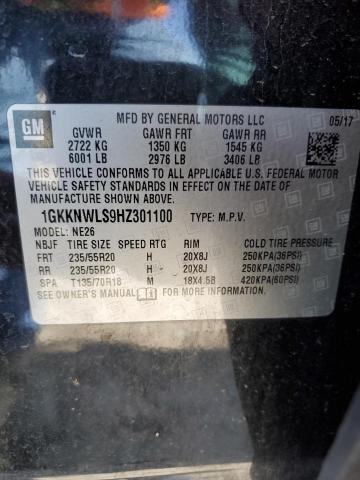 GM
MFD BY GENERAL MOTORS LLC 05/17
GVWR GAWR FRT GAWR RR
2722 KG 1350 KG 1545 KG
6001 LB 2976 LB 3406 LB
THIS VEHICLE CONFORMS TO ALL APPLICABLE U.S. FEDERAL MOTOR
VEHICLE SAFETY STANDARDS IN EFFECT ON THE DATE OF
MANUFACTURE SHOWN ABOVE.
1GKKNWLS9HZ301100 TYPE: M.P.V.
MODEL: NE26
NBJF TIRE SIZE SPEED RTG RIM COLD TIRE PRESSURE
FRT 235/55R20 H 20X8J 250KPA(36PSI)
RR 235/55R20 H 20X8J 250KPA(36PSI)
SPA T135/70R18 M 18X4.5B 420KPA(60PSI)
SEE OWNER'S MANUAL FOR MORE INFORMATION.